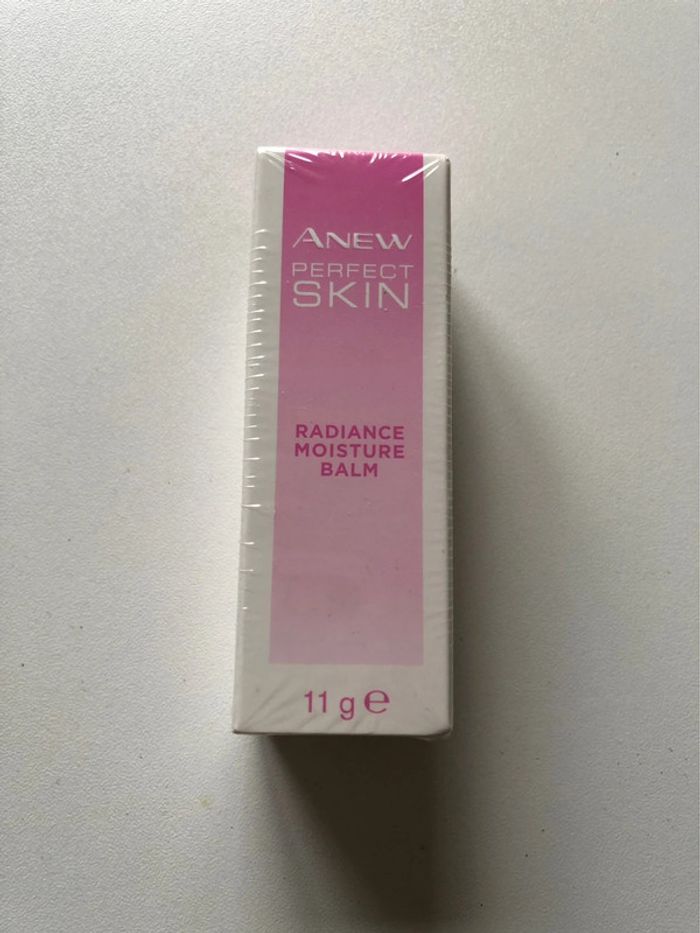 ANEW
PERFECT
SKIN
RADIANCE
MOISTURE
BALM
11 g ℮